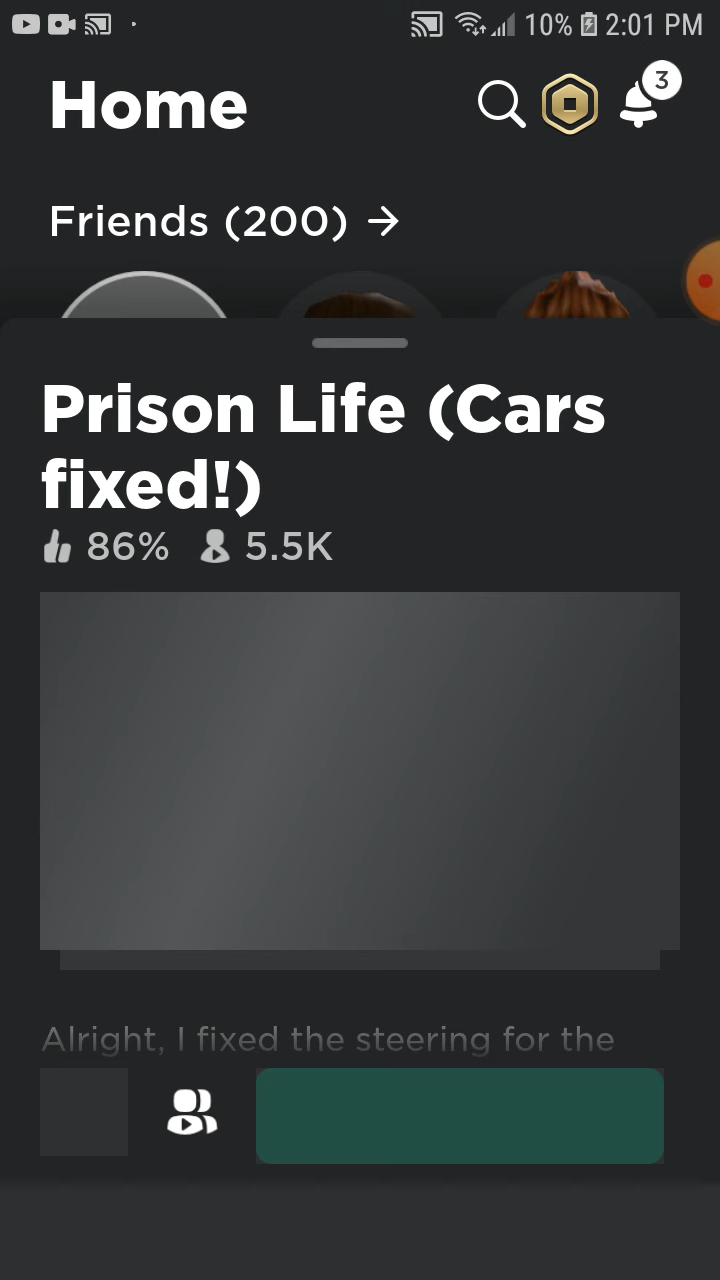 10% 2:01 PM
Home
3
Friends (200)
Prison Life (Cars
fixed!)
86% 5.5K
Alright, I fixed the steering for the